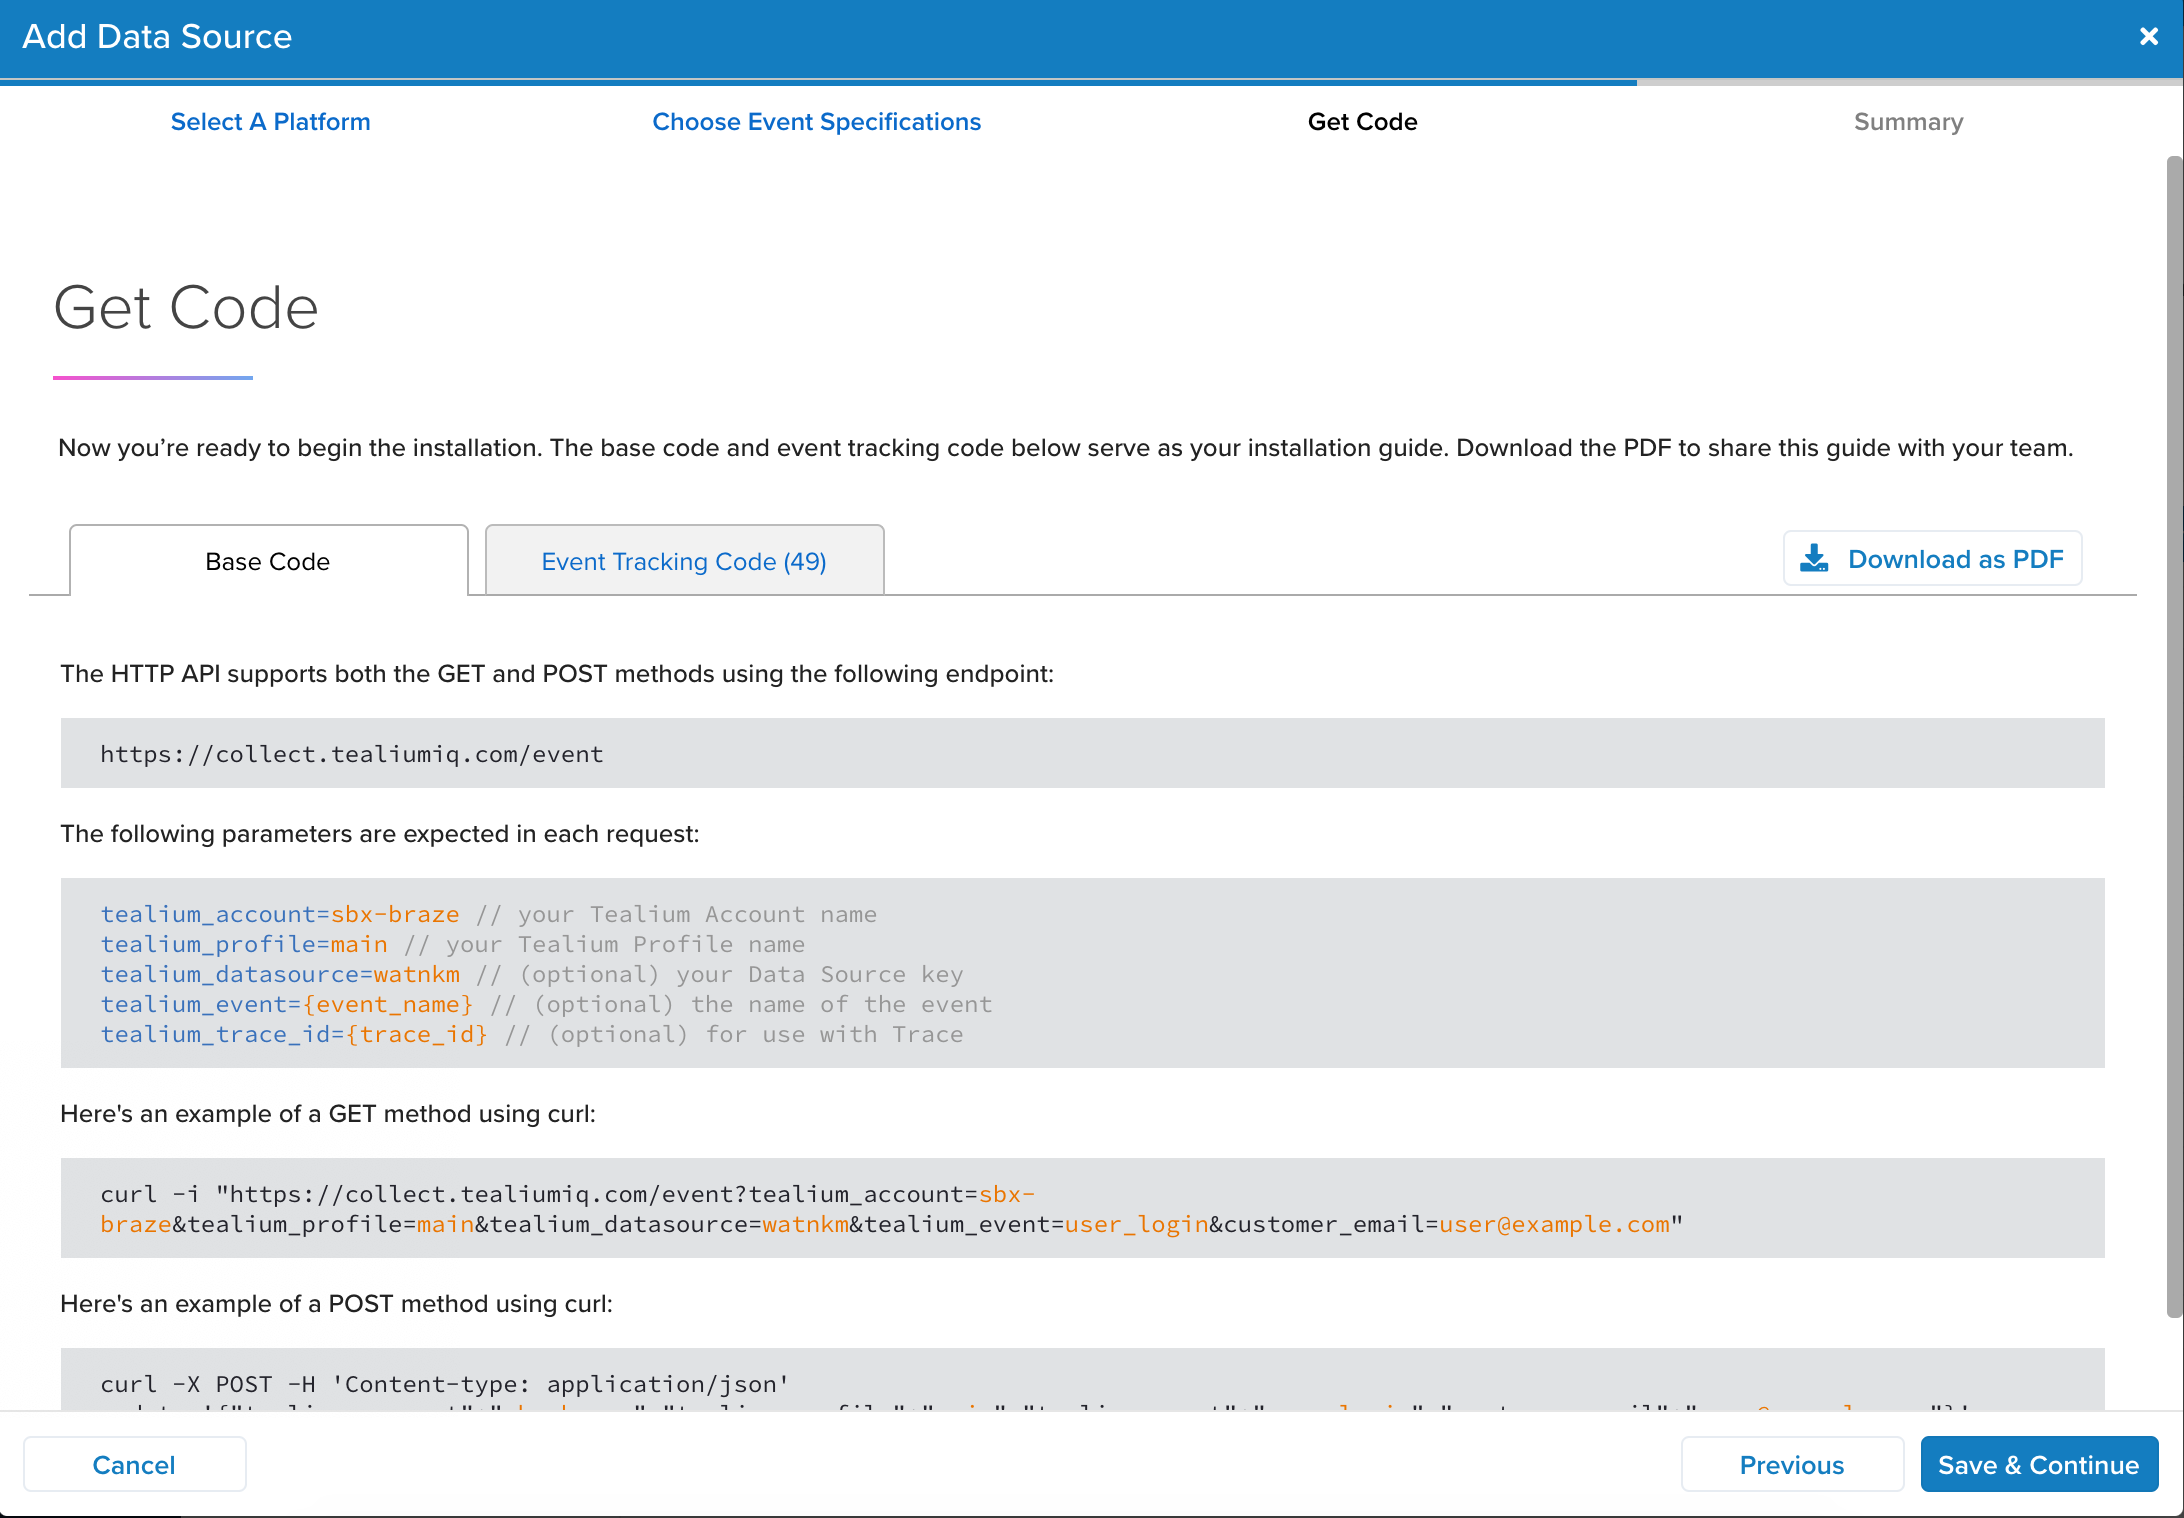 Add Data Source
Select A Platform
Choose Event Specifications
Get Code
Summary
Get Code
Now you’re ready to begin the installation. The base code and event tracking code below serve as your installation guide. Download the PDF to share this guide with your team.
Base Code
Event Tracking Code (49)
Download as PDF
The HTTP API supports both the GET and POST methods using the following endpoint:
https://collect.tealiumiq.com/event
The following parameters are expected in each request:
tealium_account=sbx-braze // your Tealium Account name
tealium_profile=main // your Tealium Profile name
tealium_datasource=watnkm // (optional) your Data Source key
tealium_event={event_name} // (optional) the name of the event
tealium_trace_id={trace_id} // (optional) for use with Trace
Here's an example of a GET method using curl:
curl -i "https://collect.tealiumiq.com/event?tealium_account=sbx-
braze&tealium_profile=main&tealium_datasource=watnkm&tealium_event=user_login&customer_email=user@example.com"
Here's an example of a POST method using curl:
curl -X POST -H 'Content-type: application/json'
Cancel
Previous
Save & Continue